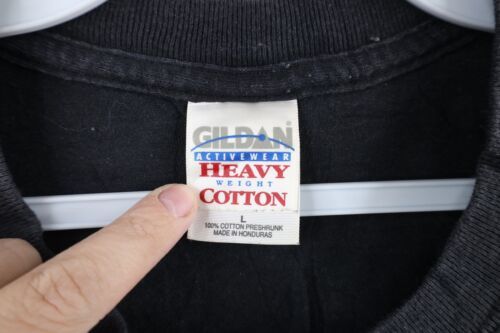 GILDAN
ACTIVEWEAR
HEAVY
WEIGHT
COTTON
L
100% COTTON PRESHRUNK
MADE IN HONDURAS